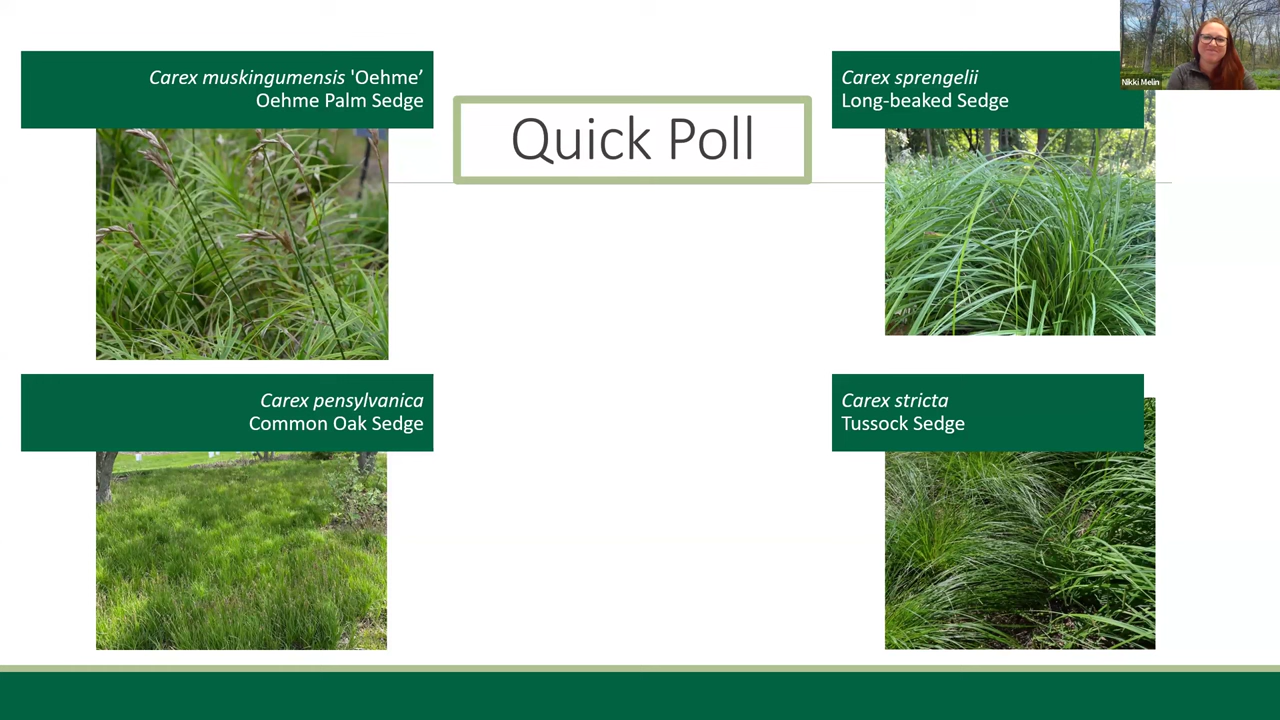 Carex muskingumensis 'Oehme’
Oehme Palm Sedge
Quick Poll
Carex sprengelii
Long-beaked Sedge
Nikki Melin
Carex pensylvanica
Common Oak Sedge
Carex stricta
Tussock Sedge